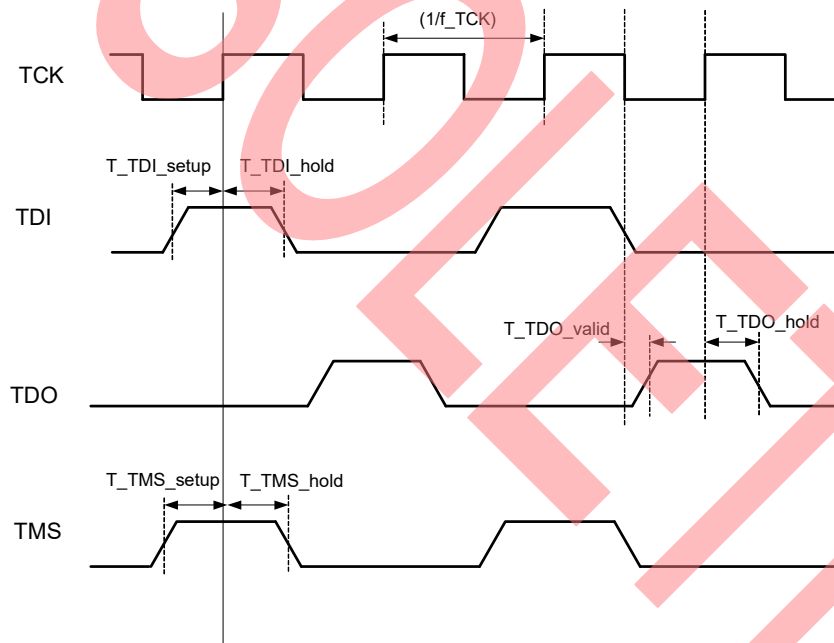 (1/f_TCK)
TCK
T_TDI_setup T_TDI_hold
TDI
T_TDO_valid T_TDO_hold
TDO
T_TMS_setup T_TMS_hold
TMS